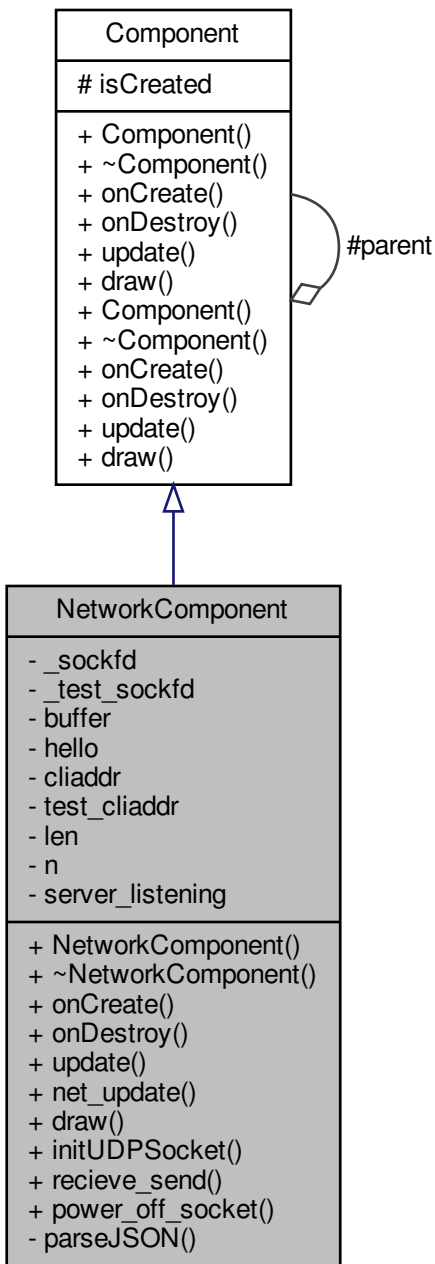 Component
# isCreated
+ Component()
+ ~Component()
+ onCreate()
+ onDestroy()
+ update()
+ draw()
+ Component()
+ ~Component()
+ onCreate()
+ onDestroy()
+ update()
+ draw()
#parent
NetworkComponent
- _sockfd
- _test_sockfd
- buffer
- hello
- cliaddr
- test_cliaddr
- len
- n
- server_listening
+ NetworkComponent()
+ ~NetworkComponent()
+ onCreate()
+ onDestroy()
+ update()
+ net_update()
+ draw()
+ initUDPSocket()
+ recieve_send()
+ power_off_socket()
- parseJSON()